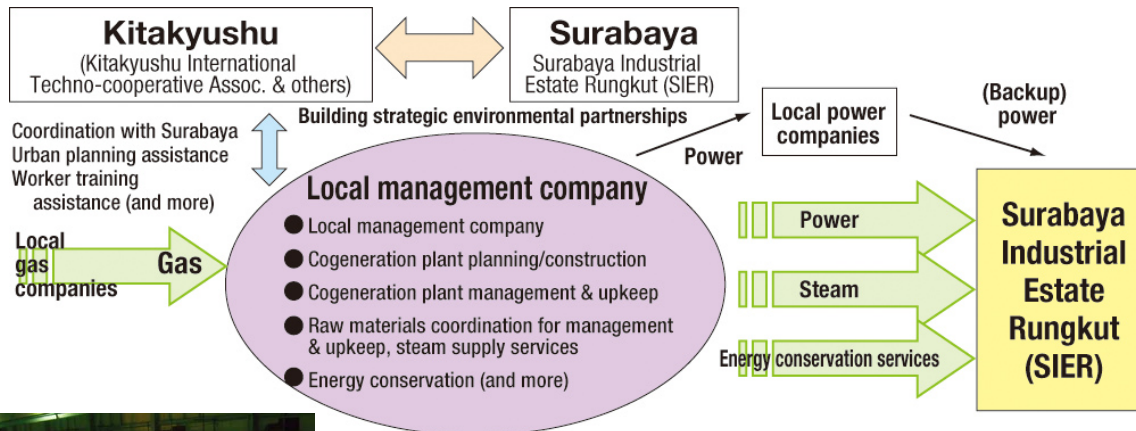 Kitakyushu
(Kitakyushu International
Techno-cooperative Assoc. & others)
Surabaya
Surabaya Industrial
Estate Rungkut (SIER)
Building strategic environmental partnerships
Coordination with Surabaya
Urban planning assistance
Worker training
assistance (and more)
Local power
companies
(Backup)
power
Power
Local management company
● Local management company
● Cogeneration plant planning/construction
● Cogeneration plant management & upkeep
● Raw materials coordination for management
& upkeep, steam supply services
● Energy conservation (and more)
Local
gas
companies
Gas
Power
Steam
Energy conservation services
Surabaya
Industrial
Estate
Rungkut
(SIER)